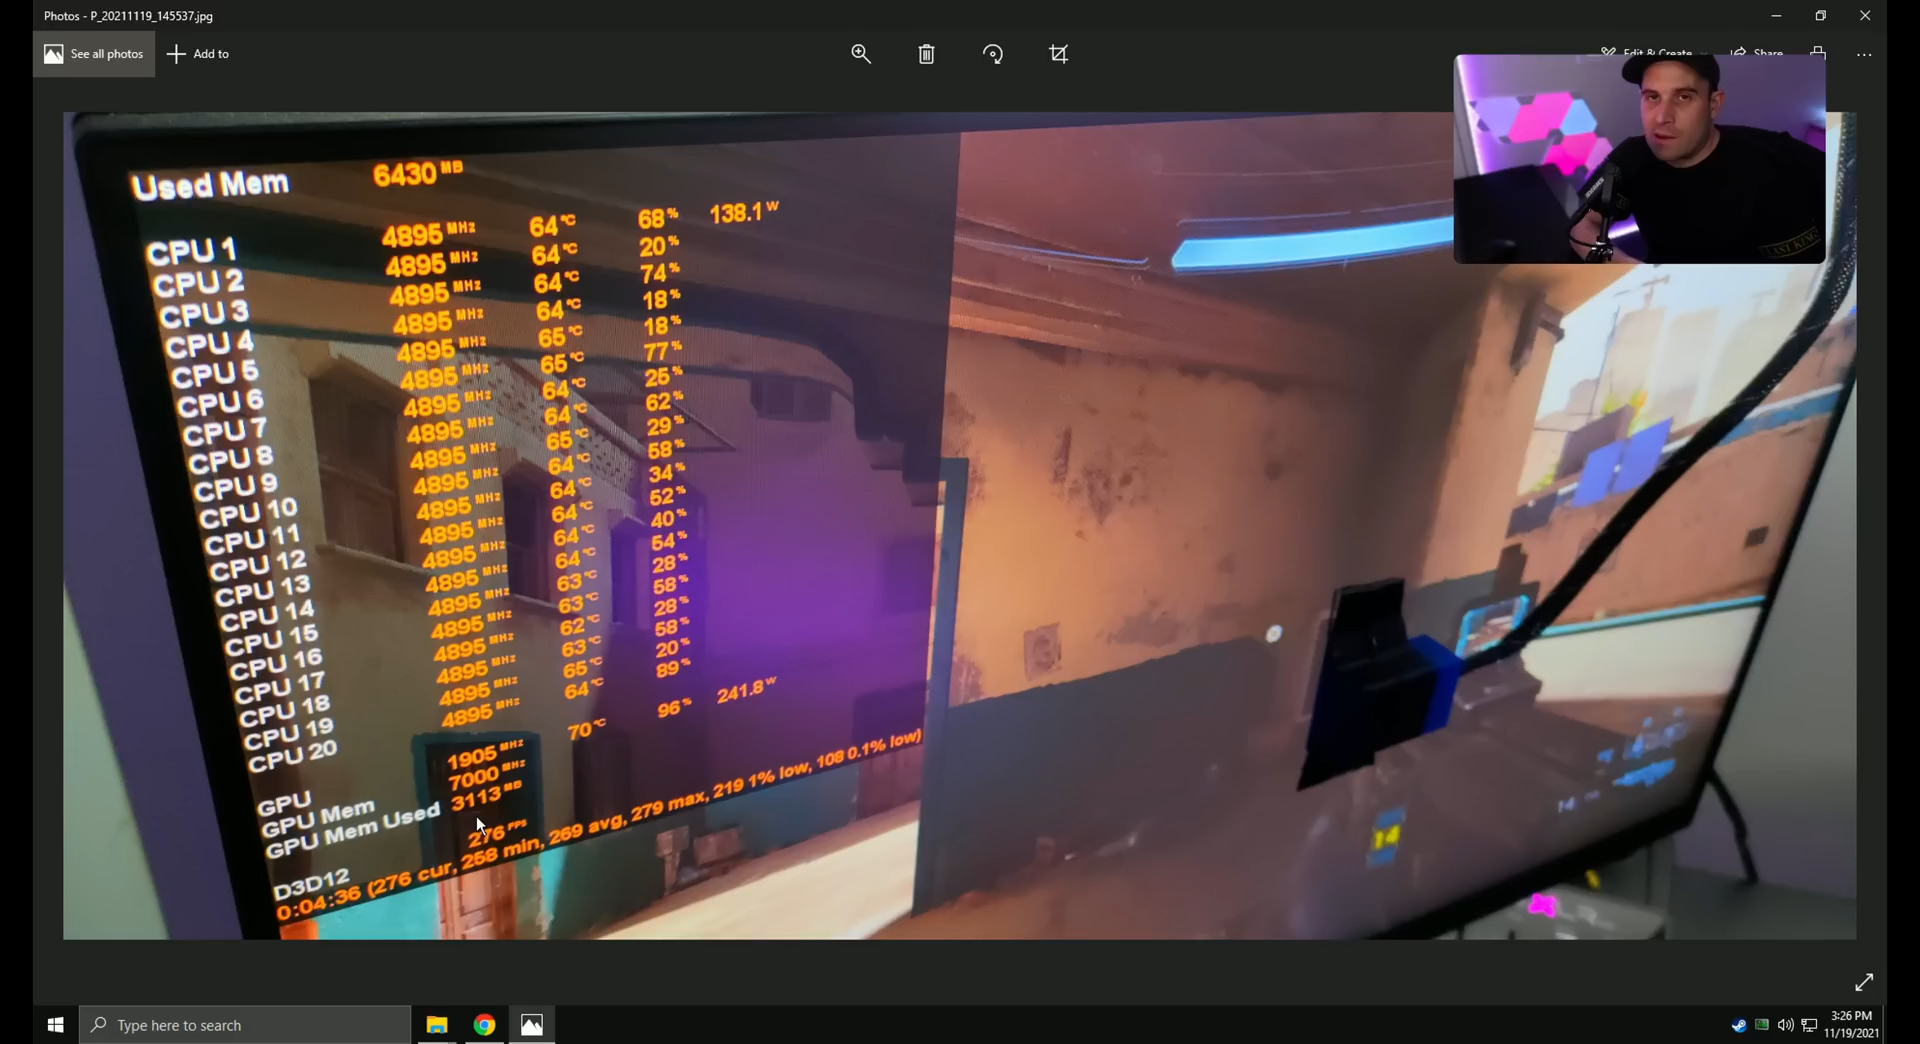 Photos - P_20211119_145537.jpg
See all photos
Add to
Edit & Create
Share
Used Mem 6430 MB
CPU 1 4895 MHz 64 °C 68 % 138.1 W
CPU 2 4895 MHz 64 °C 20 %
CPU 3 4895 MHz 64 °C 74 %
CPU 4 4895 MHz 64 °C 18 %
CPU 5 4895 MHz 65 °C 18 %
CPU 6 4895 MHz 65 °C 77 %
CPU 7 4895 MHz 64 °C 25 %
CPU 8 4895 MHz 64 °C 62 %
CPU 9 4895 MHz 65 °C 29 %
CPU 10 4895 MHz 64 °C 58 %
CPU 11 4895 MHz 64 °C 34 %
CPU 12 4895 MHz 64 °C 52 %
CPU 13 4895 MHz 64 °C 40 %
CPU 14 4895 MHz 64 °C 54 %
CPU 15 4895 MHz 63 °C 28 %
CPU 16 4895 MHz 63 °C 58 %
CPU 17 4895 MHz 62 °C 28 %
CPU 18 4895 MHz 63 °C 58 %
CPU 19 4895 MHz 65 °C 20 %
CPU 20 4895 MHz 64 °C 89 %
GPU 1905 MHz 70 °C 96 % 241.8 W
GPU Mem 7000 MHz
GPU Mem Used 3113 MB
D3D12 276 FPS
0:04:36 (276 cur, 258 min, 269 avg, 279 max, 219 1% low, 108 0.1% low)
14
14
LAST KINGS
Type here to search
3:26 PM
11/19/2021